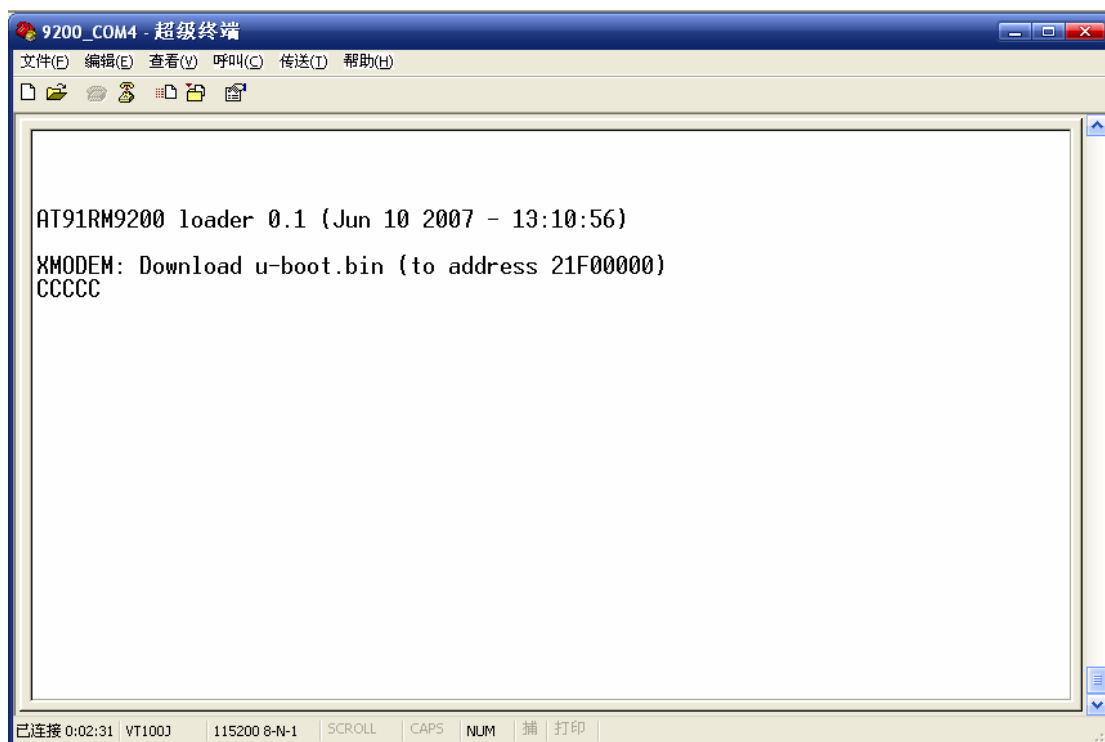 9200_COM4 - 超级终端
文件(F) 编辑(E) 查看(V) 呼叫(C) 传送(T) 帮助(H)
AT91RM9200 loader 0.1 (Jun 10 2007 - 13:10:56)
XMODEM: Download u-boot.bin (to address 21F00000)
CCCCC
已连接 0:02:31 VT100J 115200 8-N-1 SCROLL CAPS NUM 捕 打印